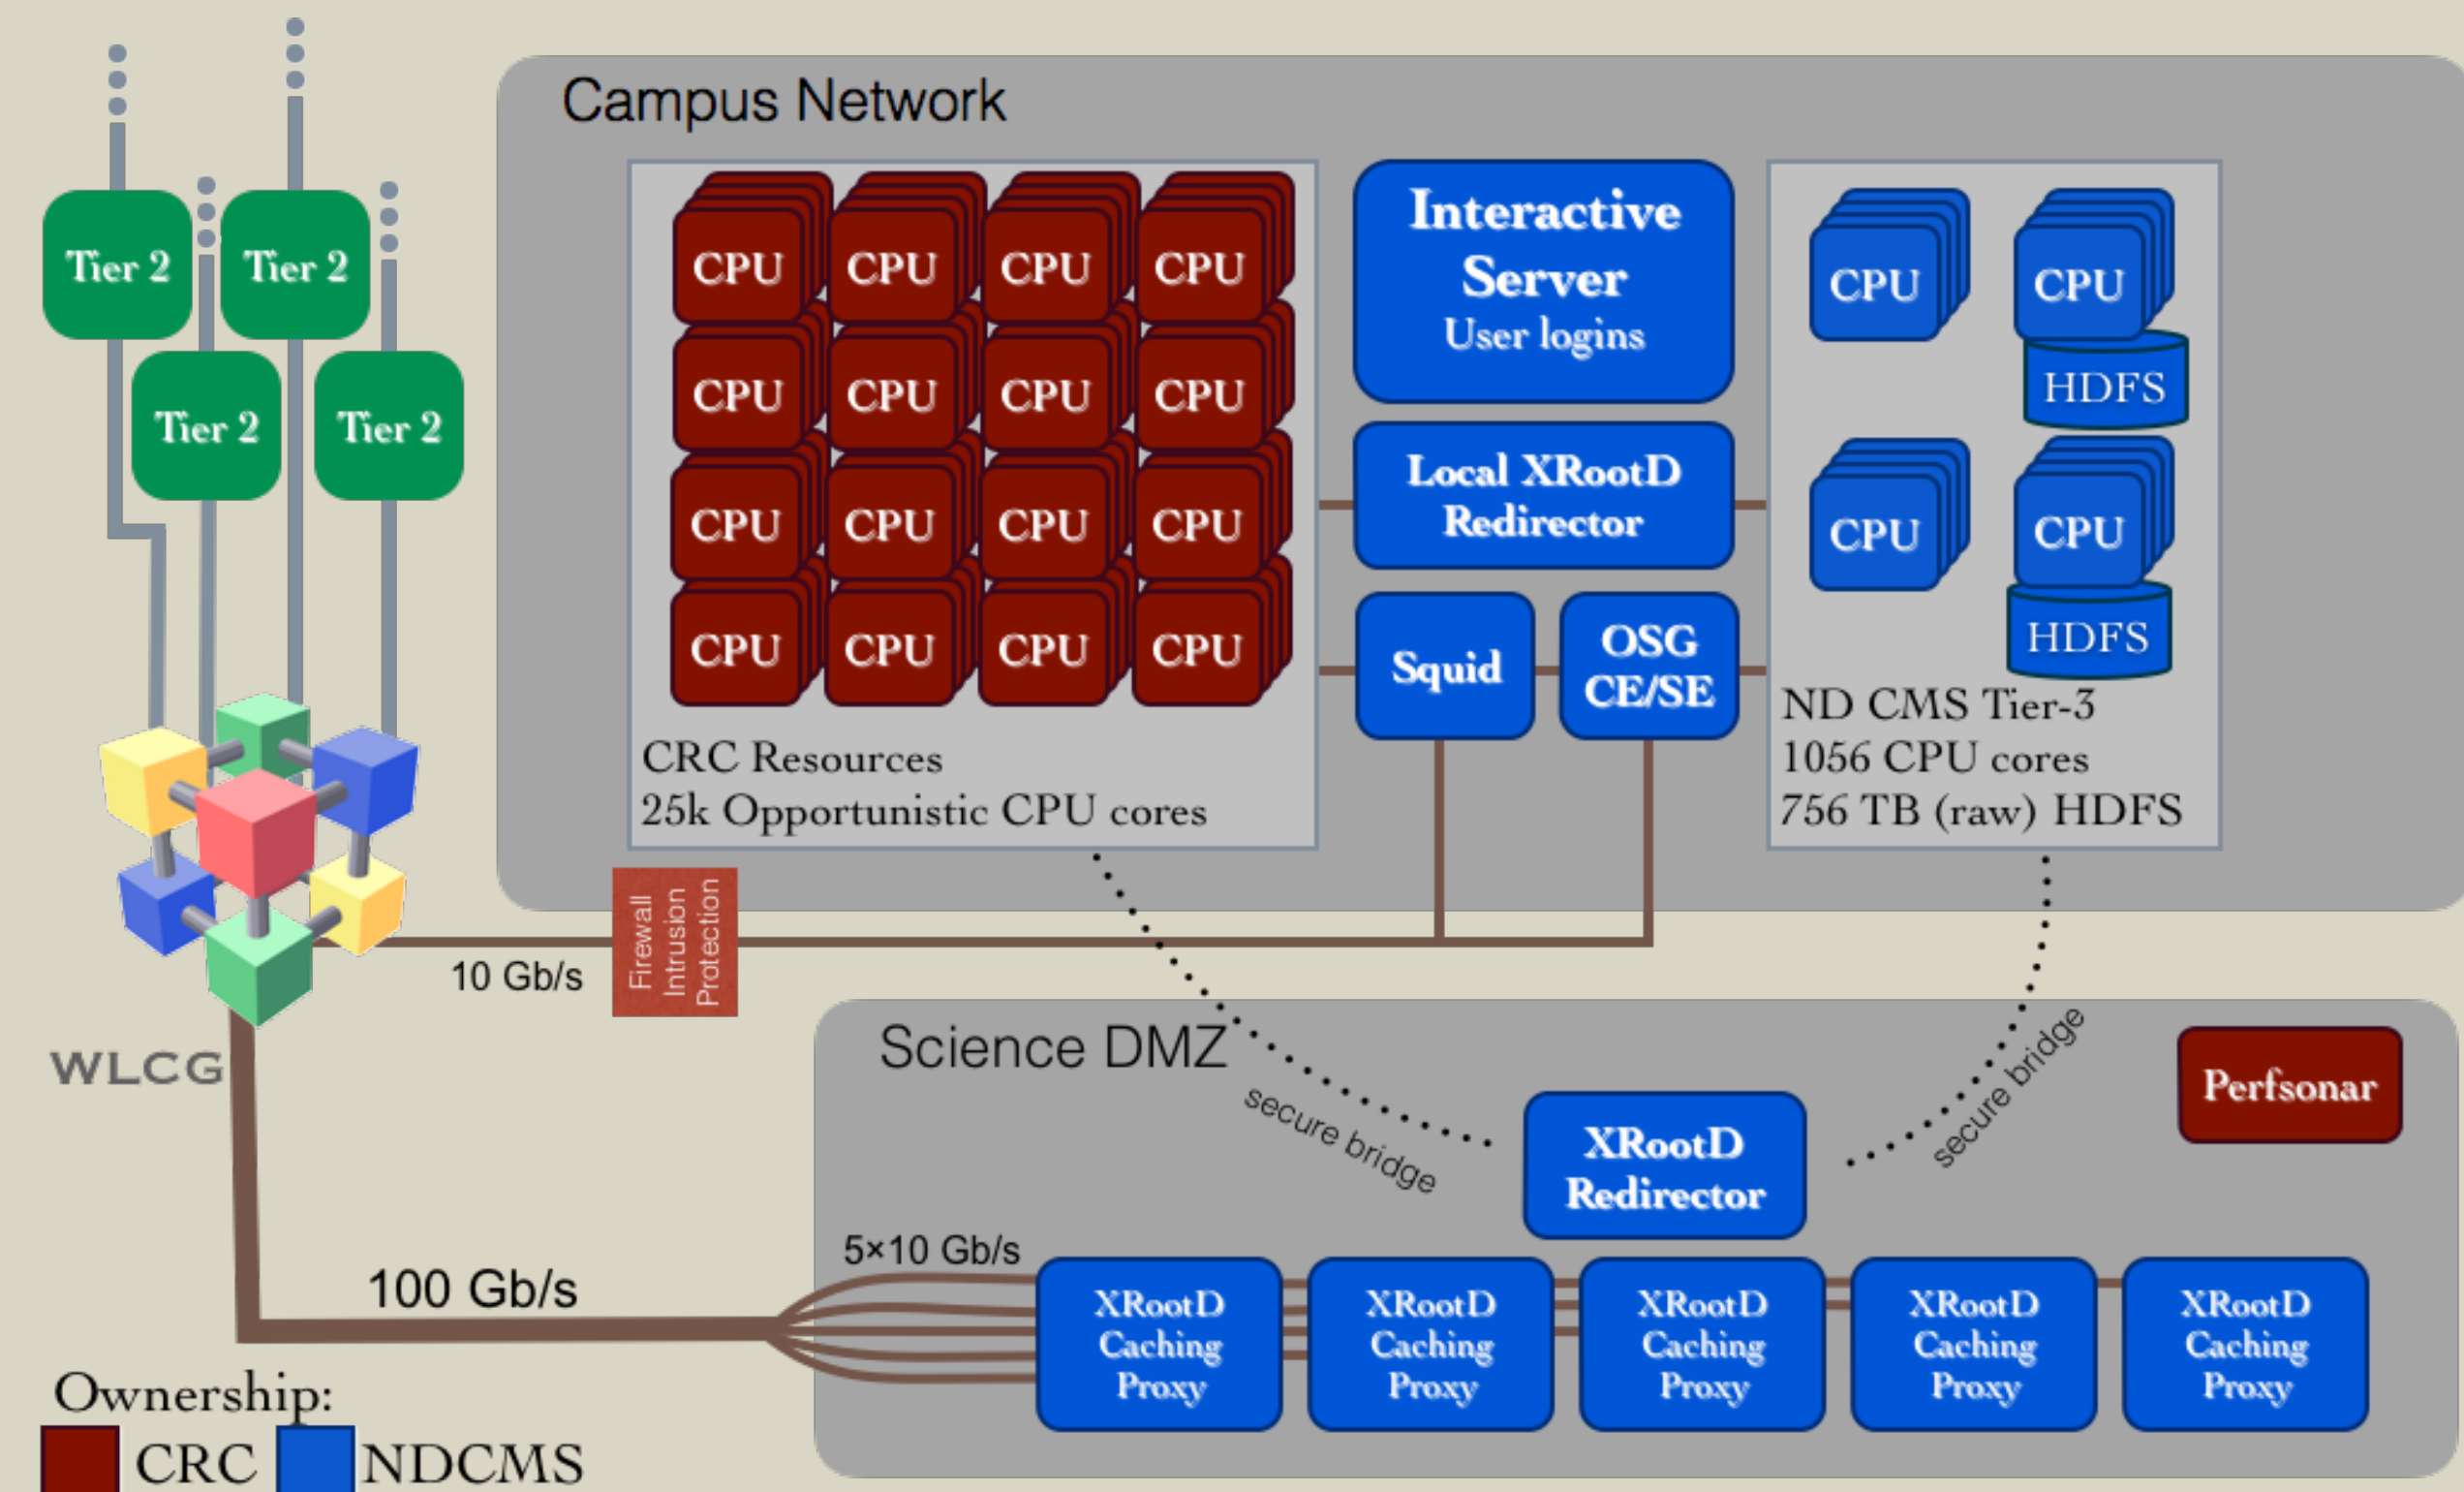 Campus Network
Tier 2
Tier 2
Tier 2
Tier 2
CPU CPU CPU CPU
CPU CPU CPU CPU
CPU CPU CPU CPU
CPU CPU CPU CPU
CRC Resources
25k Opportunistic CPU cores
Interactive
Server
User logins
Local XRootD
Redirector
Squid
OSG
CE/SE
CPU CPU
HDFS
CPU CPU
HDFS
ND CMS Tier-3
1056 CPU cores
756 TB (raw) HDFS
Firewall
Intrusion
Protection
10 Gb/s
WLCG
Science DMZ
secure bridge
secure bridge
Perfsonar
XRootD
Redirector
5×10 Gb/s
100 Gb/s
XRootD
Caching
Proxy
XRootD
Caching
Proxy
XRootD
Caching
Proxy
XRootD
Caching
Proxy
XRootD
Caching
Proxy
Ownership:
CRC NDCMS